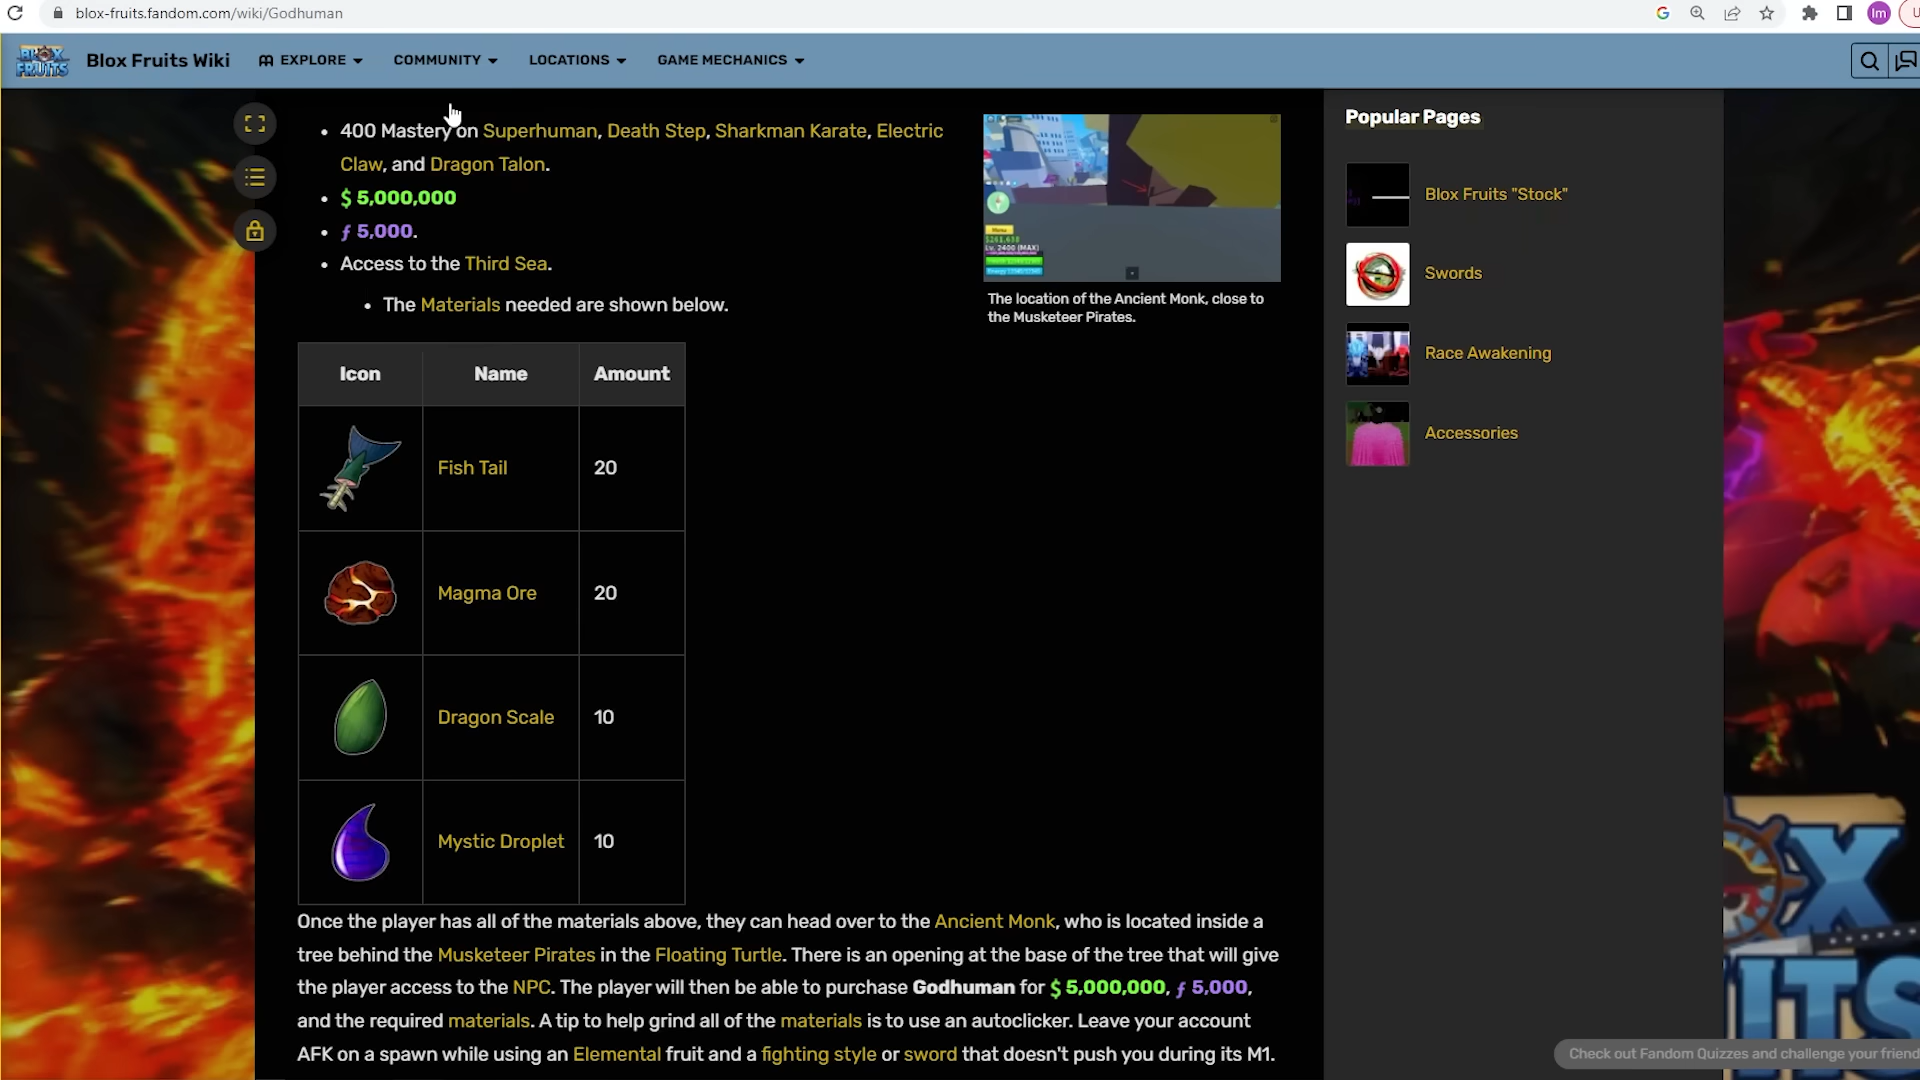 blox-fruits.fandom.com/wiki/Godhuman
Im
BLOX
FRUITS
Blox Fruits Wiki
EXPLORE
COMMUNITY
LOCATIONS
GAME MECHANICS
• 400 Mastery on Superhuman, Death Step, Sharkman Karate, Electric
Claw, and Dragon Talon.
• $ 5,000,000
• ƒ 5,000.
• Access to the Third Sea.
• The Materials needed are shown below.
Menu
Lv. 2400 (MAX)
The location of the Ancient Monk, close to
the Musketeer Pirates.
Icon Name Amount
Fish Tail 20
Magma Ore 20
Dragon Scale 10
Mystic Droplet 10
Once the player has all of the materials above, they can head over to the Ancient Monk, who is located inside a
tree behind the Musketeer Pirates in the Floating Turtle. There is an opening at the base of the tree that will give
the player access to the NPC. The player will then be able to purchase Godhuman for $ 5,000,000, ƒ 5,000,
and the required materials. A tip to help grind all of the materials is to use an autoclicker. Leave your account
AFK on a spawn while using an Elemental fruit and a fighting style or sword that doesn't push you during its M1.
Popular Pages
Blox Fruits "Stock"
Swords
Race Awakening
Accessories
OX
ITS
Check out Fandom Quizzes and challenge your friend